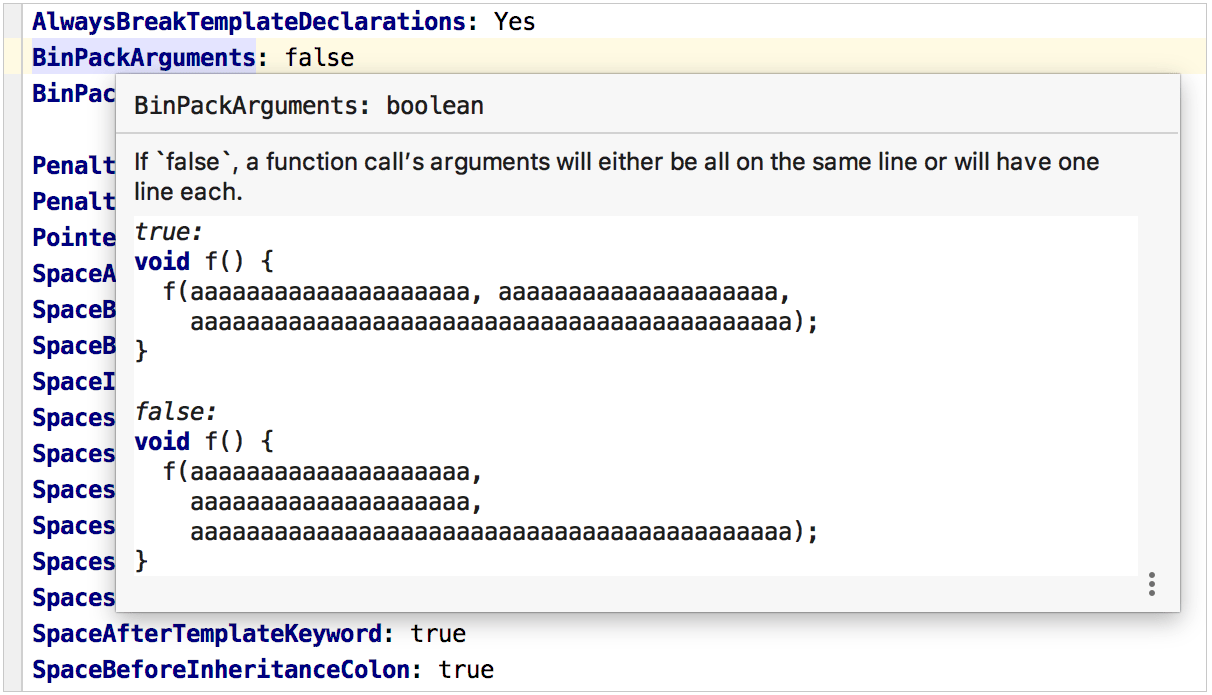 AlwaysBreakTemplateDeclarations: Yes
BinPackArguments: false
BinPac
Penalt
Penalt
Pointe
SpaceA
SpaceB
SpaceB
SpaceI
Spaces
Spaces
Spaces
Spaces
Spaces
Spaces
SpaceAfterTemplateKeyword: true
SpaceBeforeInheritanceColon: true
BinPackArguments: boolean
If `false`, a function call's arguments will either be all on the same line or will have one
line each.
true:
void f() {
  f(aaaaaaaaaaaaaaaaaaaa, aaaaaaaaaaaaaaaaaaaa,
    aaaaaaaaaaaaaaaaaaaaaaaaaaaaaaaaaaaaaaaaaaa);
}
false:
void f() {
  f(aaaaaaaaaaaaaaaaaaaa,
    aaaaaaaaaaaaaaaaaaaa,
    aaaaaaaaaaaaaaaaaaaaaaaaaaaaaaaaaaaaaaaaaaa);
}